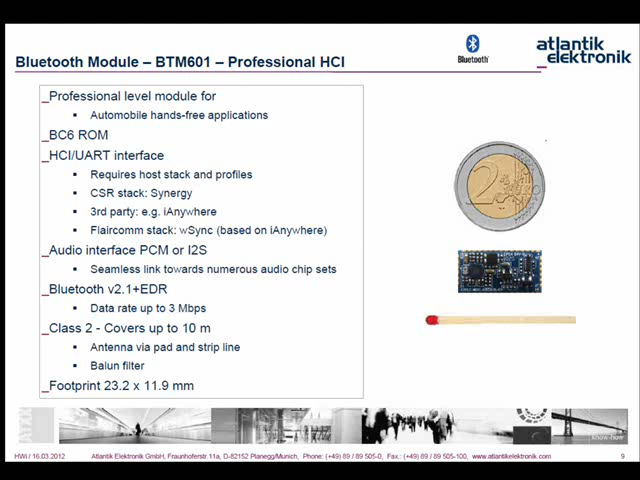 Bluetooth Module – BTM601 – Professional HCI
Bluetooth
atlantik
elektronik
_Professional level module for
▪ Automobile hands-free applications
_BC6 ROM
_HCI/UART interface
▪ Requires host stack and profiles
▪ CSR stack: Synergy
▪ 3rd party: e.g. iAnywhere
▪ Flaircomm stack: wSync (based on iAnywhere)
_Audio interface PCM or I2S
▪ Seamless link towards numerous audio chip sets
_Bluetooth v2.1+EDR
▪ Data rate up to 3 Mbps
_Class 2 - Covers up to 10 m
▪ Antenna via pad and strip line
▪ Balun filter
_Footprint 23.2 x 11.9 mm
2
know-how
HWi / 16.03.2012 Atlantik Elektronik GmbH, Fraunhoferstr.11a, D-82152 Planegg/Munich, Phone: (+49) 89 / 89 505-0, Fax.: (+49) 89 / 89 505-100, www.atlantikelektronik.com 9